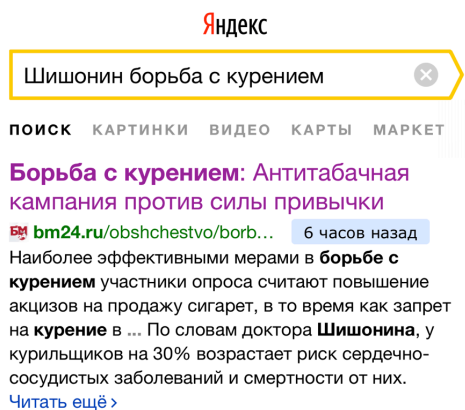 Яндекс
Шишонин борьба с курением
ПОИСК КАРТИНКИ ВИДЕО КАРТЫ МАРКЕТ
Борьба с курением: Антитабачная
кампания против силы привычки
БМ bm24.ru/obshchestvo/borb... 6 часов назад
Наиболее эффективными мерами в борьбе с
курением участники опроса считают повышение
акцизов на продажу сигарет, в то время как запрет
на курение в ... По словам доктора Шишонина, у
курильщиков на 30% возрастает риск сердечно-
сосудистых заболеваний и смертности от них.
Читать ещё >